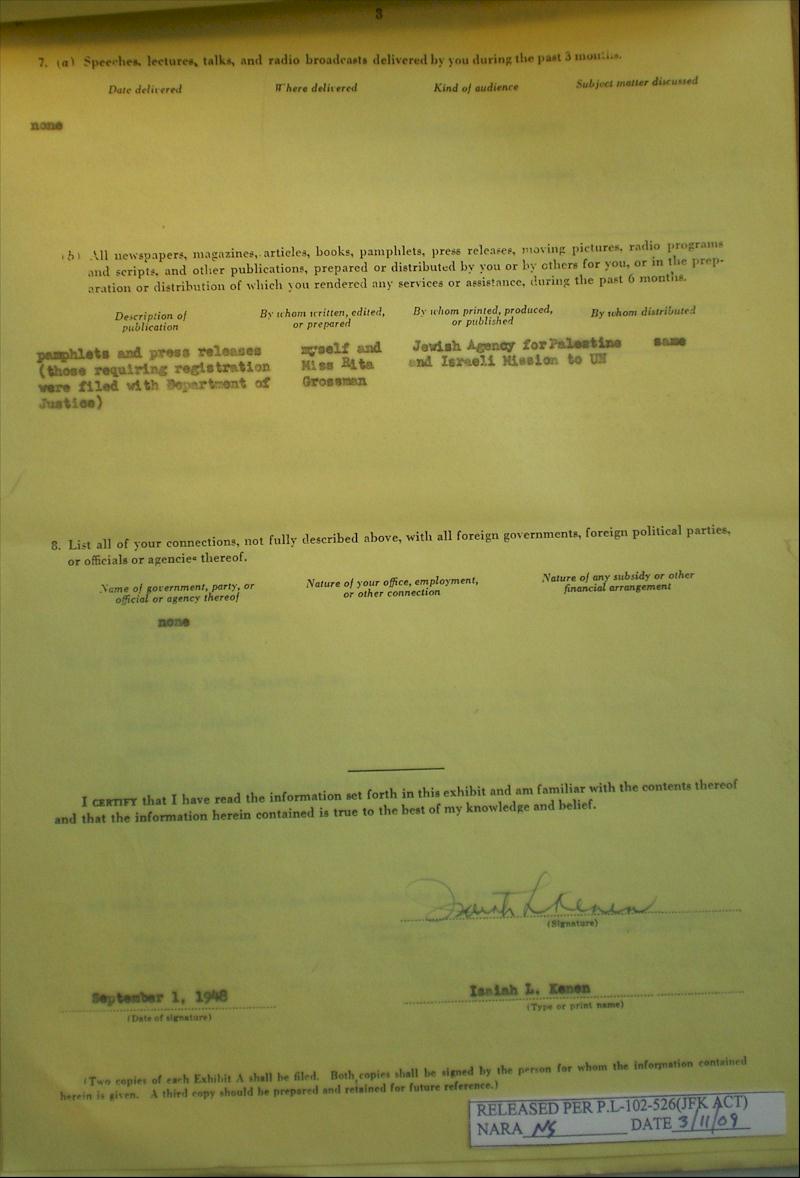 3
7. (a) Speeches, lectures, talks, and radio broadcasts delivered by you during the past 3 months.
Date delivered Where delivered Kind of audience Subject matter discussed
none
(b) All newspapers, magazines, articles, books, pamphlets, press releases, moving pictures, radio programs
and scripts, and other publications, prepared or distributed by you or by others for you, or in the prep-
aration or distribution of which you rendered any services or assistance, during the past 6 months.
Description of publication By whom written, edited, or prepared By whom printed, produced, or published By whom distributed
pamphlets and press releases myself and Jewish Agency for Palestine same
(those requiring registration Miss Rita and Israeli Mission to UN
were filed with Department of Grossman
Justice)
8. List all of your connections, not fully described above, with all foreign governments, foreign political parties,
or officials or agencies thereof.
Name of government, party, or official or agency thereof Nature of your office, employment, or other connection Nature of any subsidy or other financial arrangement
none
I CERTIFY that I have read the information set forth in this exhibit and am familiar with the contents thereof
and that the information herein contained is true to the best of my knowledge and belief.
Isaiah L Kenen
(Signature)
September 1, 1948 Isaiah L. Kenen
(Date of signature) (Type or print name)
(Two copies of each Exhibit A shall be filed. Both copies shall be signed by the person for whom the information contained
herein is given. A third copy should be prepared and retained for future reference.)
RELEASED PER P.L-102-526(JFK ACT)
NARA NS DATE 3/11/09